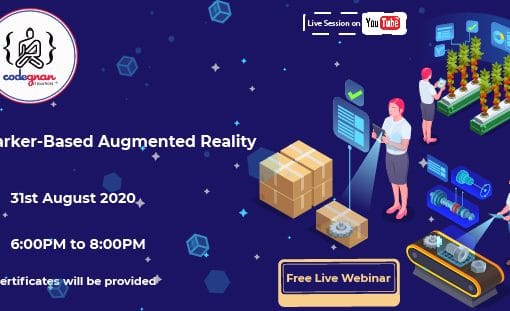 Live Session on YouTube
codegnan
arker-Based Augmented Reality
31st August 2020
6:00PM to 8:00PM
ertificates will be provided
Free Live Webinar